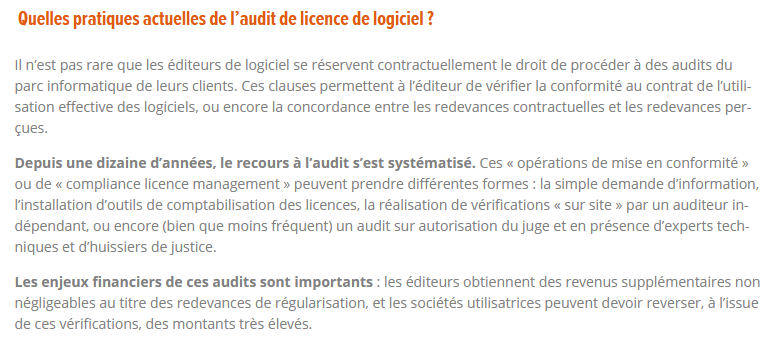 Quelles pratiques actuelles de l'audit de licence de logiciel ?
Il n'est pas rare que les éditeurs de logiciel se réservent contractuellement le droit de procéder à des audits du
parc informatique de leurs clients. Ces clauses permettent à l'éditeur de vérifier la conformité au contrat de l'utili-
sation effective des logiciels, ou encore la concordance entre les redevances contractuelles et les redevances per-
çues.
Depuis une dizaine d'années, le recours à l'audit s'est systématisé. Ces « opérations de mise en conformité »
ou de « compliance licence management » peuvent prendre différentes formes : la simple demande d'information,
l'installation d'outils de comptabilisation des licences, la réalisation de vérifications « sur site » par un auditeur in-
dépendant, ou encore (bien que moins fréquent) un audit sur autorisation du juge et en présence d'experts tech-
niques et d'huissiers de justice.
Les enjeux financiers de ces audits sont importants : les éditeurs obtiennent des revenus supplémentaires non
négligeables au titre des redevances de régularisation, et les sociétés utilisatrices peuvent devoir reverser, à l'issue
de ces vérifications, des montants très élevés.